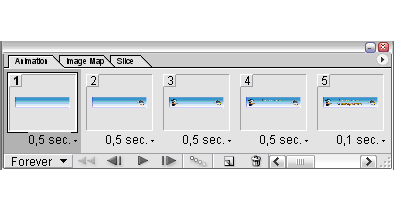 Animation Image Map Slice
1 2 3 4 5
0,5 sec. 0,5 sec. 0,5 sec. 0,5 sec. 0,1 sec.
Forever